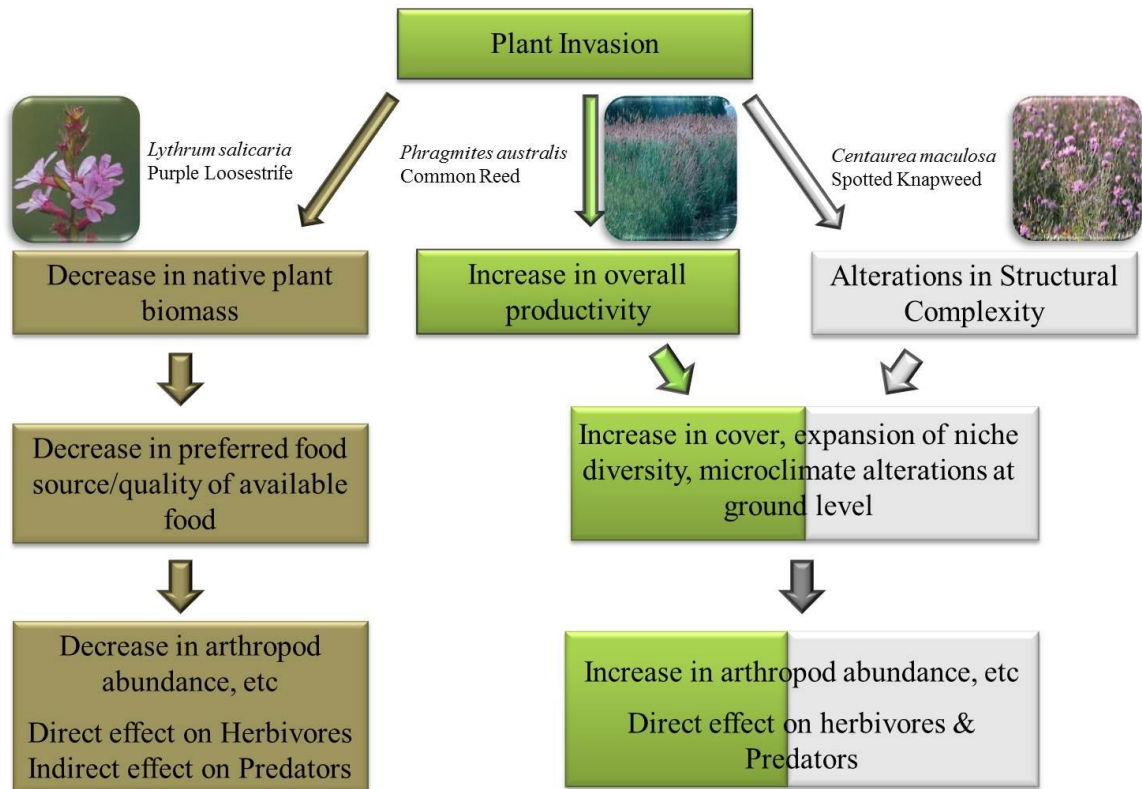 Plant Invasion
Lythrum salicaria
Purple Loosestrife
Phragmites australis
Common Reed
Centaurea maculosa
Spotted Knapweed
Decrease in native plant
biomass
Increase in overall
productivity
Alterations in Structural
Complexity
Decrease in preferred food
source/quality of available
food
Increase in cover, expansion of niche
diversity, microclimate alterations at
ground level
Decrease in arthropod
abundance, etc
Direct effect on Herbivores
Indirect effect on Predators
Increase in arthropod abundance, etc
Direct effect on herbivores &
Predators